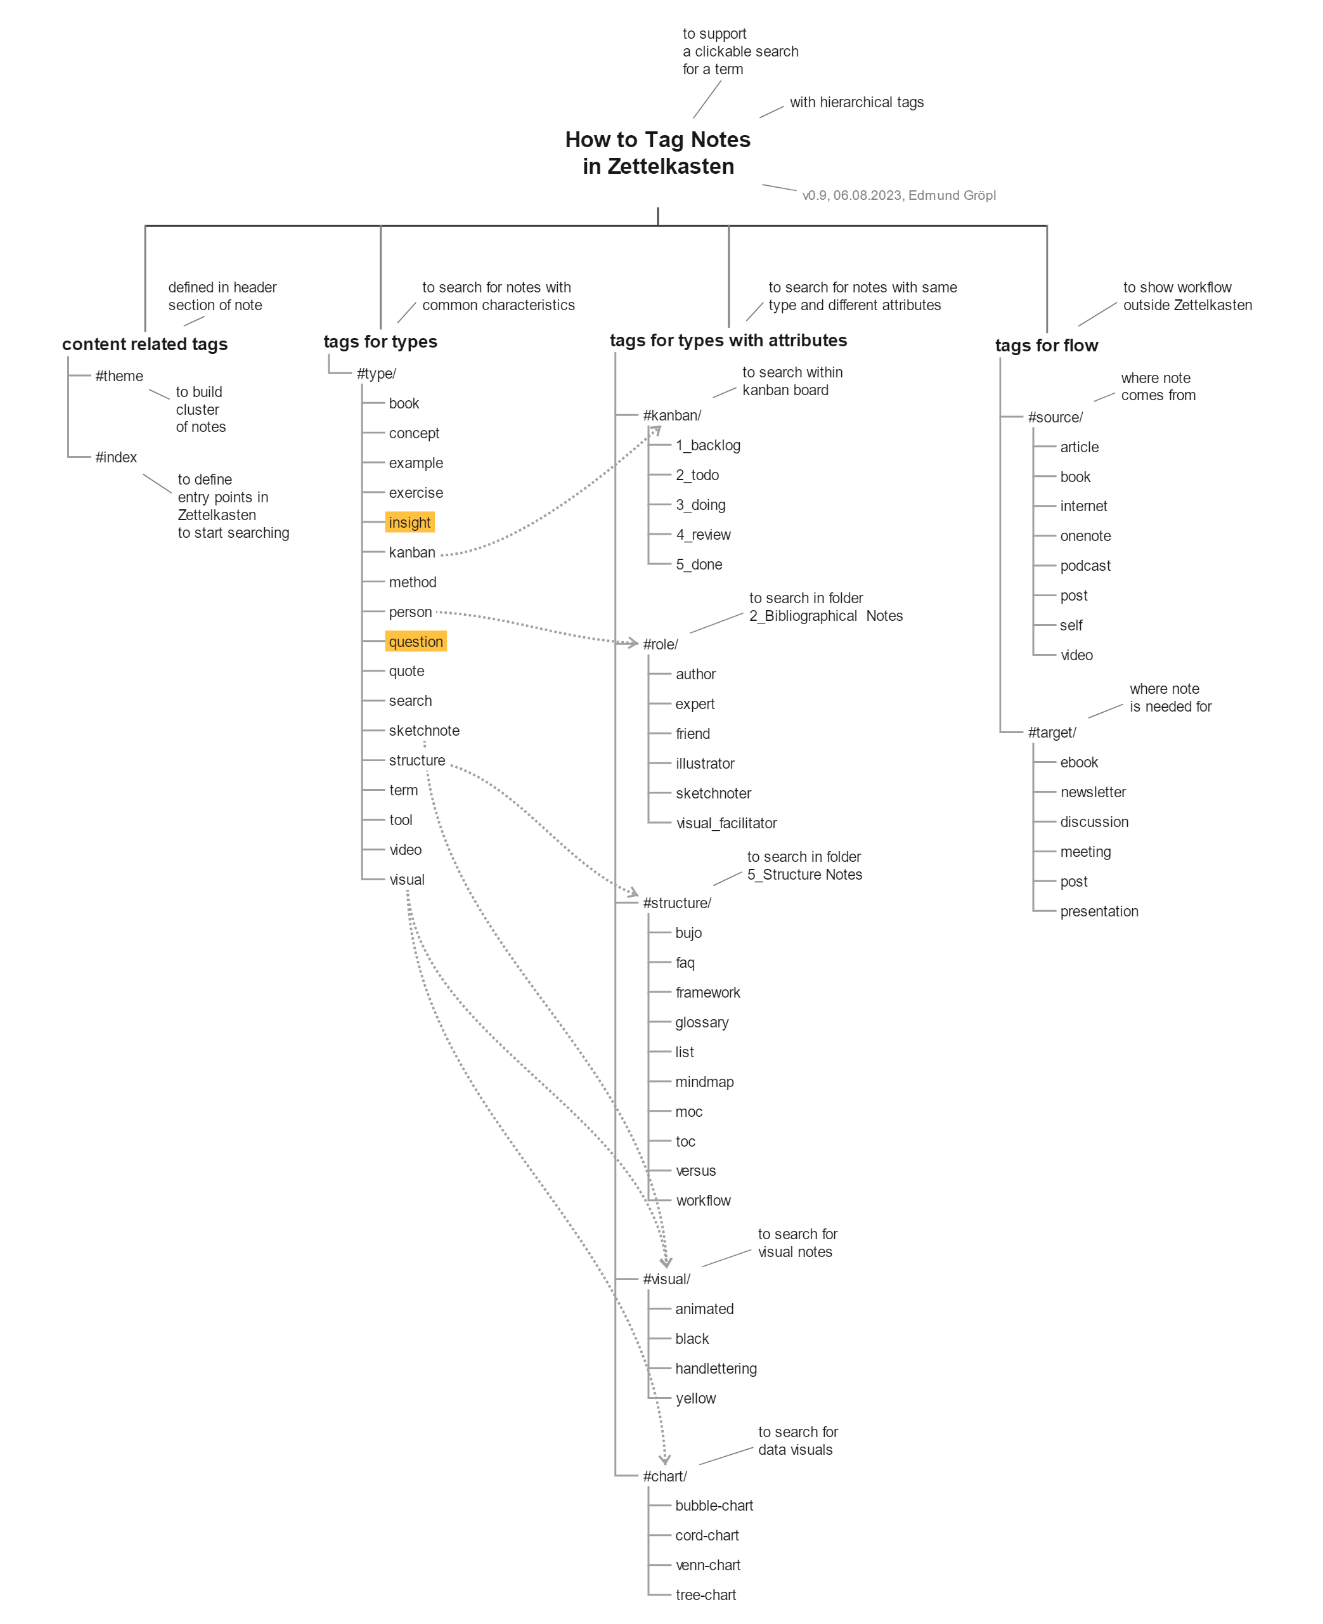 to support
a clickable search
for a term
with hierarchical tags
How to Tag Notes
in Zettelkasten
v0.9, 06.08.2023, Edmund Gröpl
defined in header
section of note
content related tags
#theme
to build
cluster
of notes
#index
to define
entry points in
Zettelkasten
to start searching
to search for notes with
common characteristics
tags for types
#type/
book
concept
example
exercise
insight
kanban
method
person
question
quote
search
sketchnote
structure
term
tool
video
visual
to search for notes with same
type and different attributes
tags for types with attributes
to search within
kanban board
#kanban/
1_backlog
2_todo
3_doing
4_review
5_done
to search in folder
2_Bibliographical Notes
#role/
author
expert
friend
illustrator
sketchnoter
visual_facilitator
to search in folder
5_Structure Notes
#structure/
bujo
faq
framework
glossary
list
mindmap
moc
toc
versus
workflow
to search for
visual notes
#visual/
animated
black
handlettering
yellow
to search for
data visuals
#chart/
bubble-chart
cord-chart
venn-chart
tree-chart
to show workflow
outside Zettelkasten
tags for flow
where note
comes from
#source/
article
book
internet
onenote
podcast
post
self
video
where note
is needed for
#target/
ebook
newsletter
discussion
meeting
post
presentation